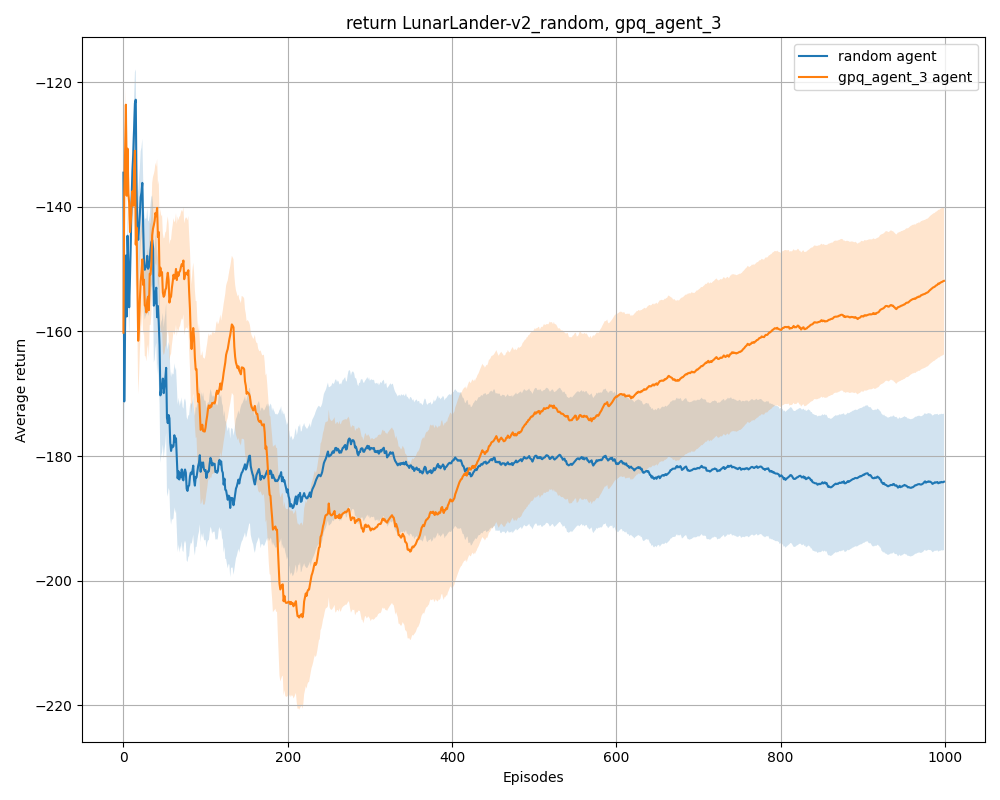 return LunarLander-v2_random, gpq_agent_3
random agent
gpq_agent_3 agent
Average return
−120
−140
−160
−180
−200
−220
0
200
400
600
800
1000
Episodes